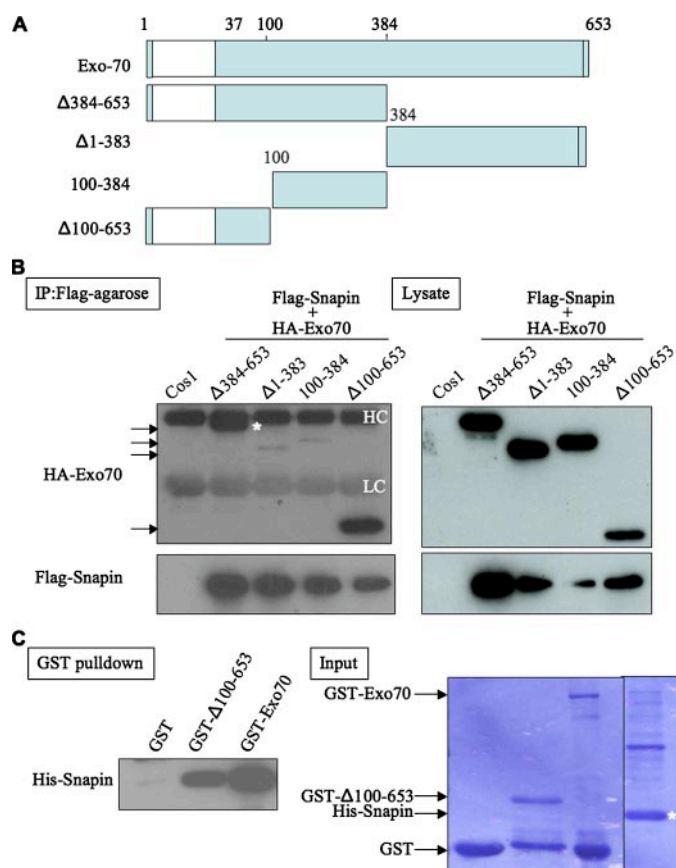 A
1 37 100 384 653
Exo-70
Δ384-653
384
Δ1-383
100
100-384
Δ100-653
B
IP:Flag-agarose
Flag-Snapin
+
HA-Exo70
Cos1 Δ384-653 Δ1-383 100-384 Δ100-653
HC
*
HA-Exo70
LC
Flag-Snapin
Lysate
Flag-Snapin
+
HA-Exo70
Cos1 Δ384-653 Δ1-383 100-384 Δ100-653
C
GST pulldown
GST GST-Δ100-653 GST-Exo70
His-Snapin
Input
GST-Exo70
GST-Δ100-653
His-Snapin
*
GST